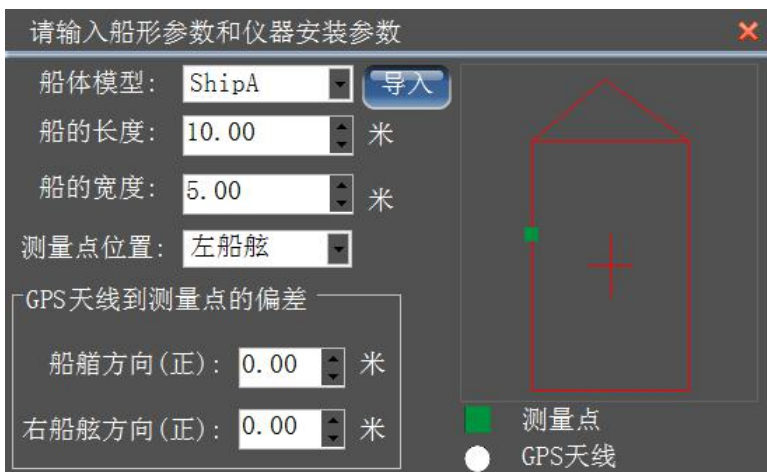 请输入船形参数和仪器安装参数
船体模型: ShipA 导入
船的长度: 10.00 米
船的宽度: 5.00 米
测量点位置: 左船舷
GPS天线到测量点的偏差
船艏方向(正): 0.00 米
右船舷方向(正): 0.00 米
测量点
GPS天线